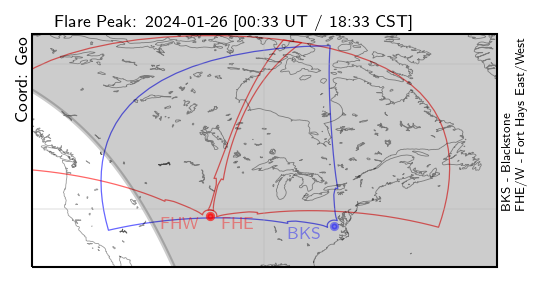 Flare Peak: 2024-01-26 [00:33 UT / 18:33 CST]
Coord: Geo
FHW
FHE
BKS
BKS - Blackstone
FHE/W - Fort Hays East/West